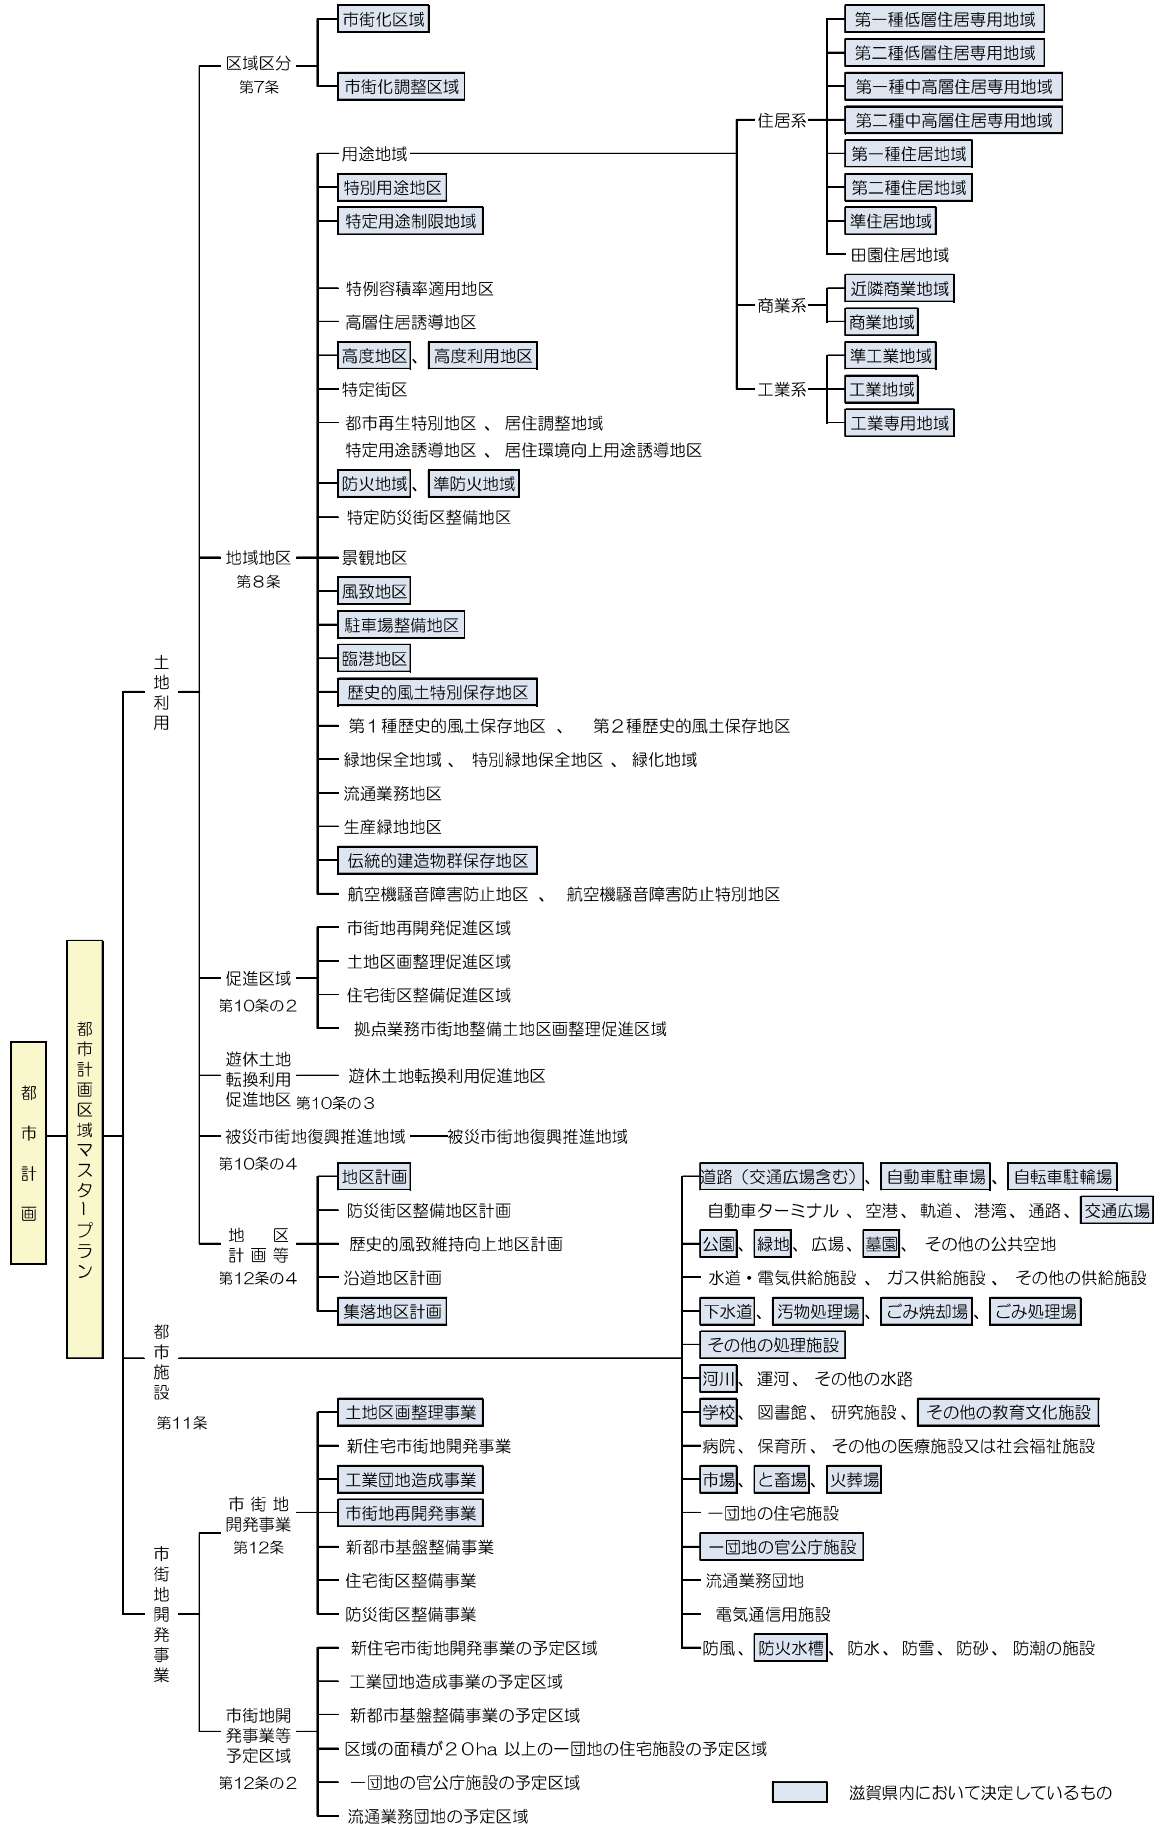 都市計画
都市計画区域マスタープラン
土地利用
区域区分
第7条
市街化区域
市街化調整区域
地域地区
第8条
用途地域
住居系
第一種低層住居専用地域
第二種低層住居専用地域
第一種中高層住居専用地域
第二種中高層住居専用地域
第一種住居地域
第二種住居地域
準住居地域
田園住居地域
商業系
近隣商業地域
商業地域
工業系
準工業地域
工業地域
工業専用地域
特別用途地区
特定用途制限地域
特例容積率適用地区
高層住居誘導地区
高度地区、高度利用地区
特定街区
都市再生特別地区、居住調整地域
特定用途誘導地区、居住環境向上用途誘導地区
防火地域、準防火地域
特定防災街区整備地区
景観地区
風致地区
駐車場整備地区
臨港地区
歴史的風土特別保存地区
第1種歴史的風土保存地区、第2種歴史的風土保存地区
緑地保全地域、特別緑地保全地区、緑化地域
流通業務地区
生産緑地地区
伝統的建造物群保存地区
航空機騒音障害防止地区、航空機騒音障害防止特別地区
促進区域
第10条の2
市街地再開発促進区域
土地区画整理促進区域
住宅街区整備促進区域
拠点業務市街地整備土地区画整理促進区域
遊休土地
転換利用
促進地区 第10条の3
遊休土地転換利用促進地区
被災市街地復興推進地域
第10条の4
被災市街地復興推進地域
地区
計画等
第12条の4
地区計画
防災街区整備地区計画
歴史的風致維持向上地区計画
沿道地区計画
集落地区計画
都市施設
第11条
道路（交通広場含む）、自動車駐車場、自転車駐輪場
自動車ターミナル、空港、軌道、港湾、通路、交通広場
公園、緑地、広場、墓園、その他の公共空地
水道・電気供給施設、ガス供給施設、その他の供給施設
下水道、汚物処理場、ごみ焼却場、ごみ処理場
その他の処理施設
河川、運河、その他の水路
学校、図書館、研究施設、その他の教育文化施設
病院、保育所、その他の医療施設又は社会福祉施設
市場、と畜場、火葬場
一団地の住宅施設
一団地の官公庁施設
流通業務団地
電気通信用施設
防風、防火水槽、防水、防雪、防砂、防潮の施設
市街地開発事業
市街地
開発事業
第12条
土地区画整理事業
新住宅市街地開発事業
工業団地造成事業
市街地再開発事業
新都市基盤整備事業
住宅街区整備事業
防災街区整備事業
市街地開
発事業等
予定区域
第12条の2
新住宅市街地開発事業の予定区域
工業団地造成事業の予定区域
新都市基盤整備事業の予定区域
区域の面積が20ha 以上の一団地の住宅施設の予定区域
一団地の官公庁施設の予定区域
流通業務団地の予定区域
滋賀県内において決定しているもの